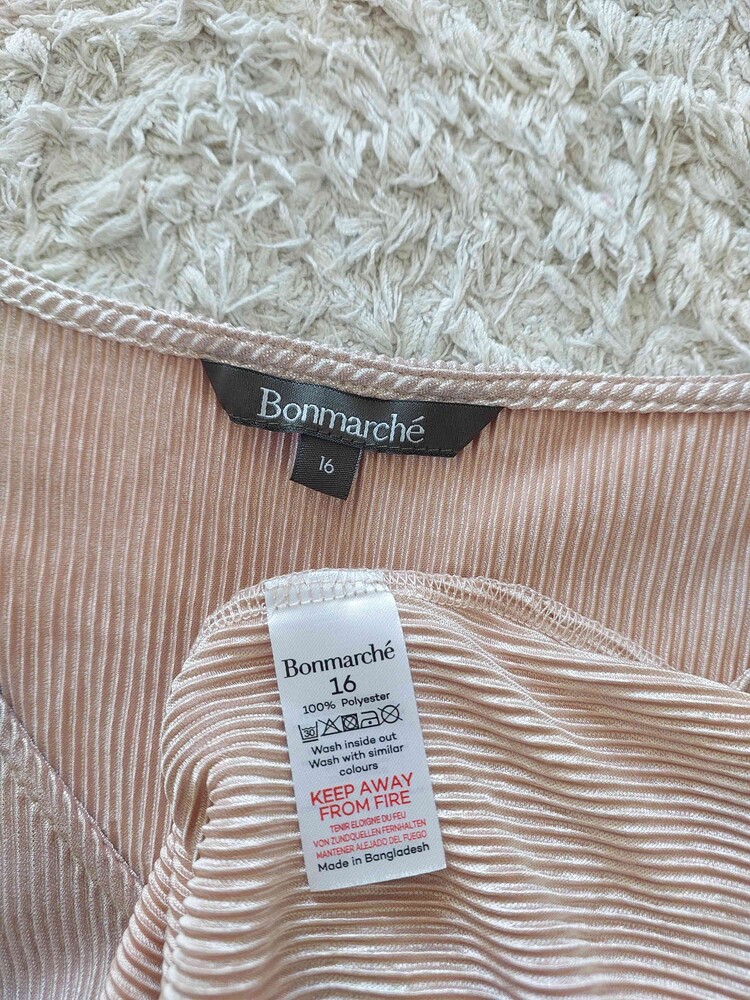 Bonmarché
16
Bonmarché
16
100% Polyester
30
Wash inside out
Wash with similar
colours
KEEP AWAY
FROM FIRE
TENIR ELOIGNE DU FEU
VON ZUNDQUELLEN FERNHALTEN
MANTENER ALEJADO DEL FUEGO
Made in Bangladesh